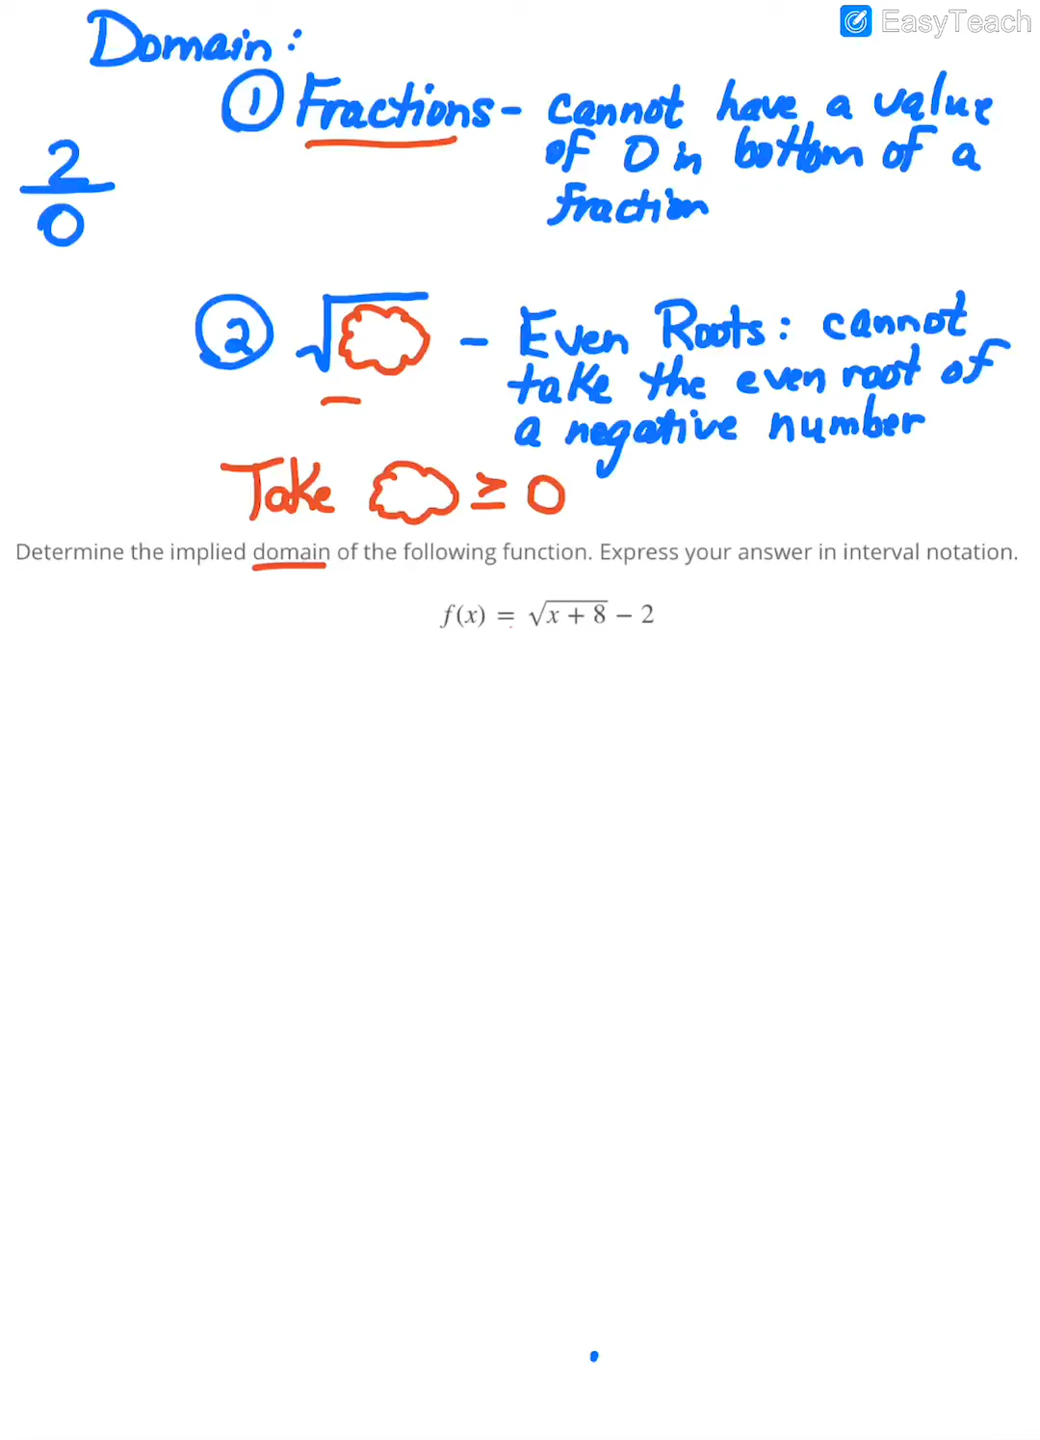 EasyTeach
Domain:
① Fractions - cannot have a value
of 0 in bottom of a
fraction
2
0
② √ - Even Roots: cannot
take the even root of
a negative number
Take ≥ 0
Determine the implied domain of the following function. Express your answer in interval notation.
f(x) = √x + 8 − 2